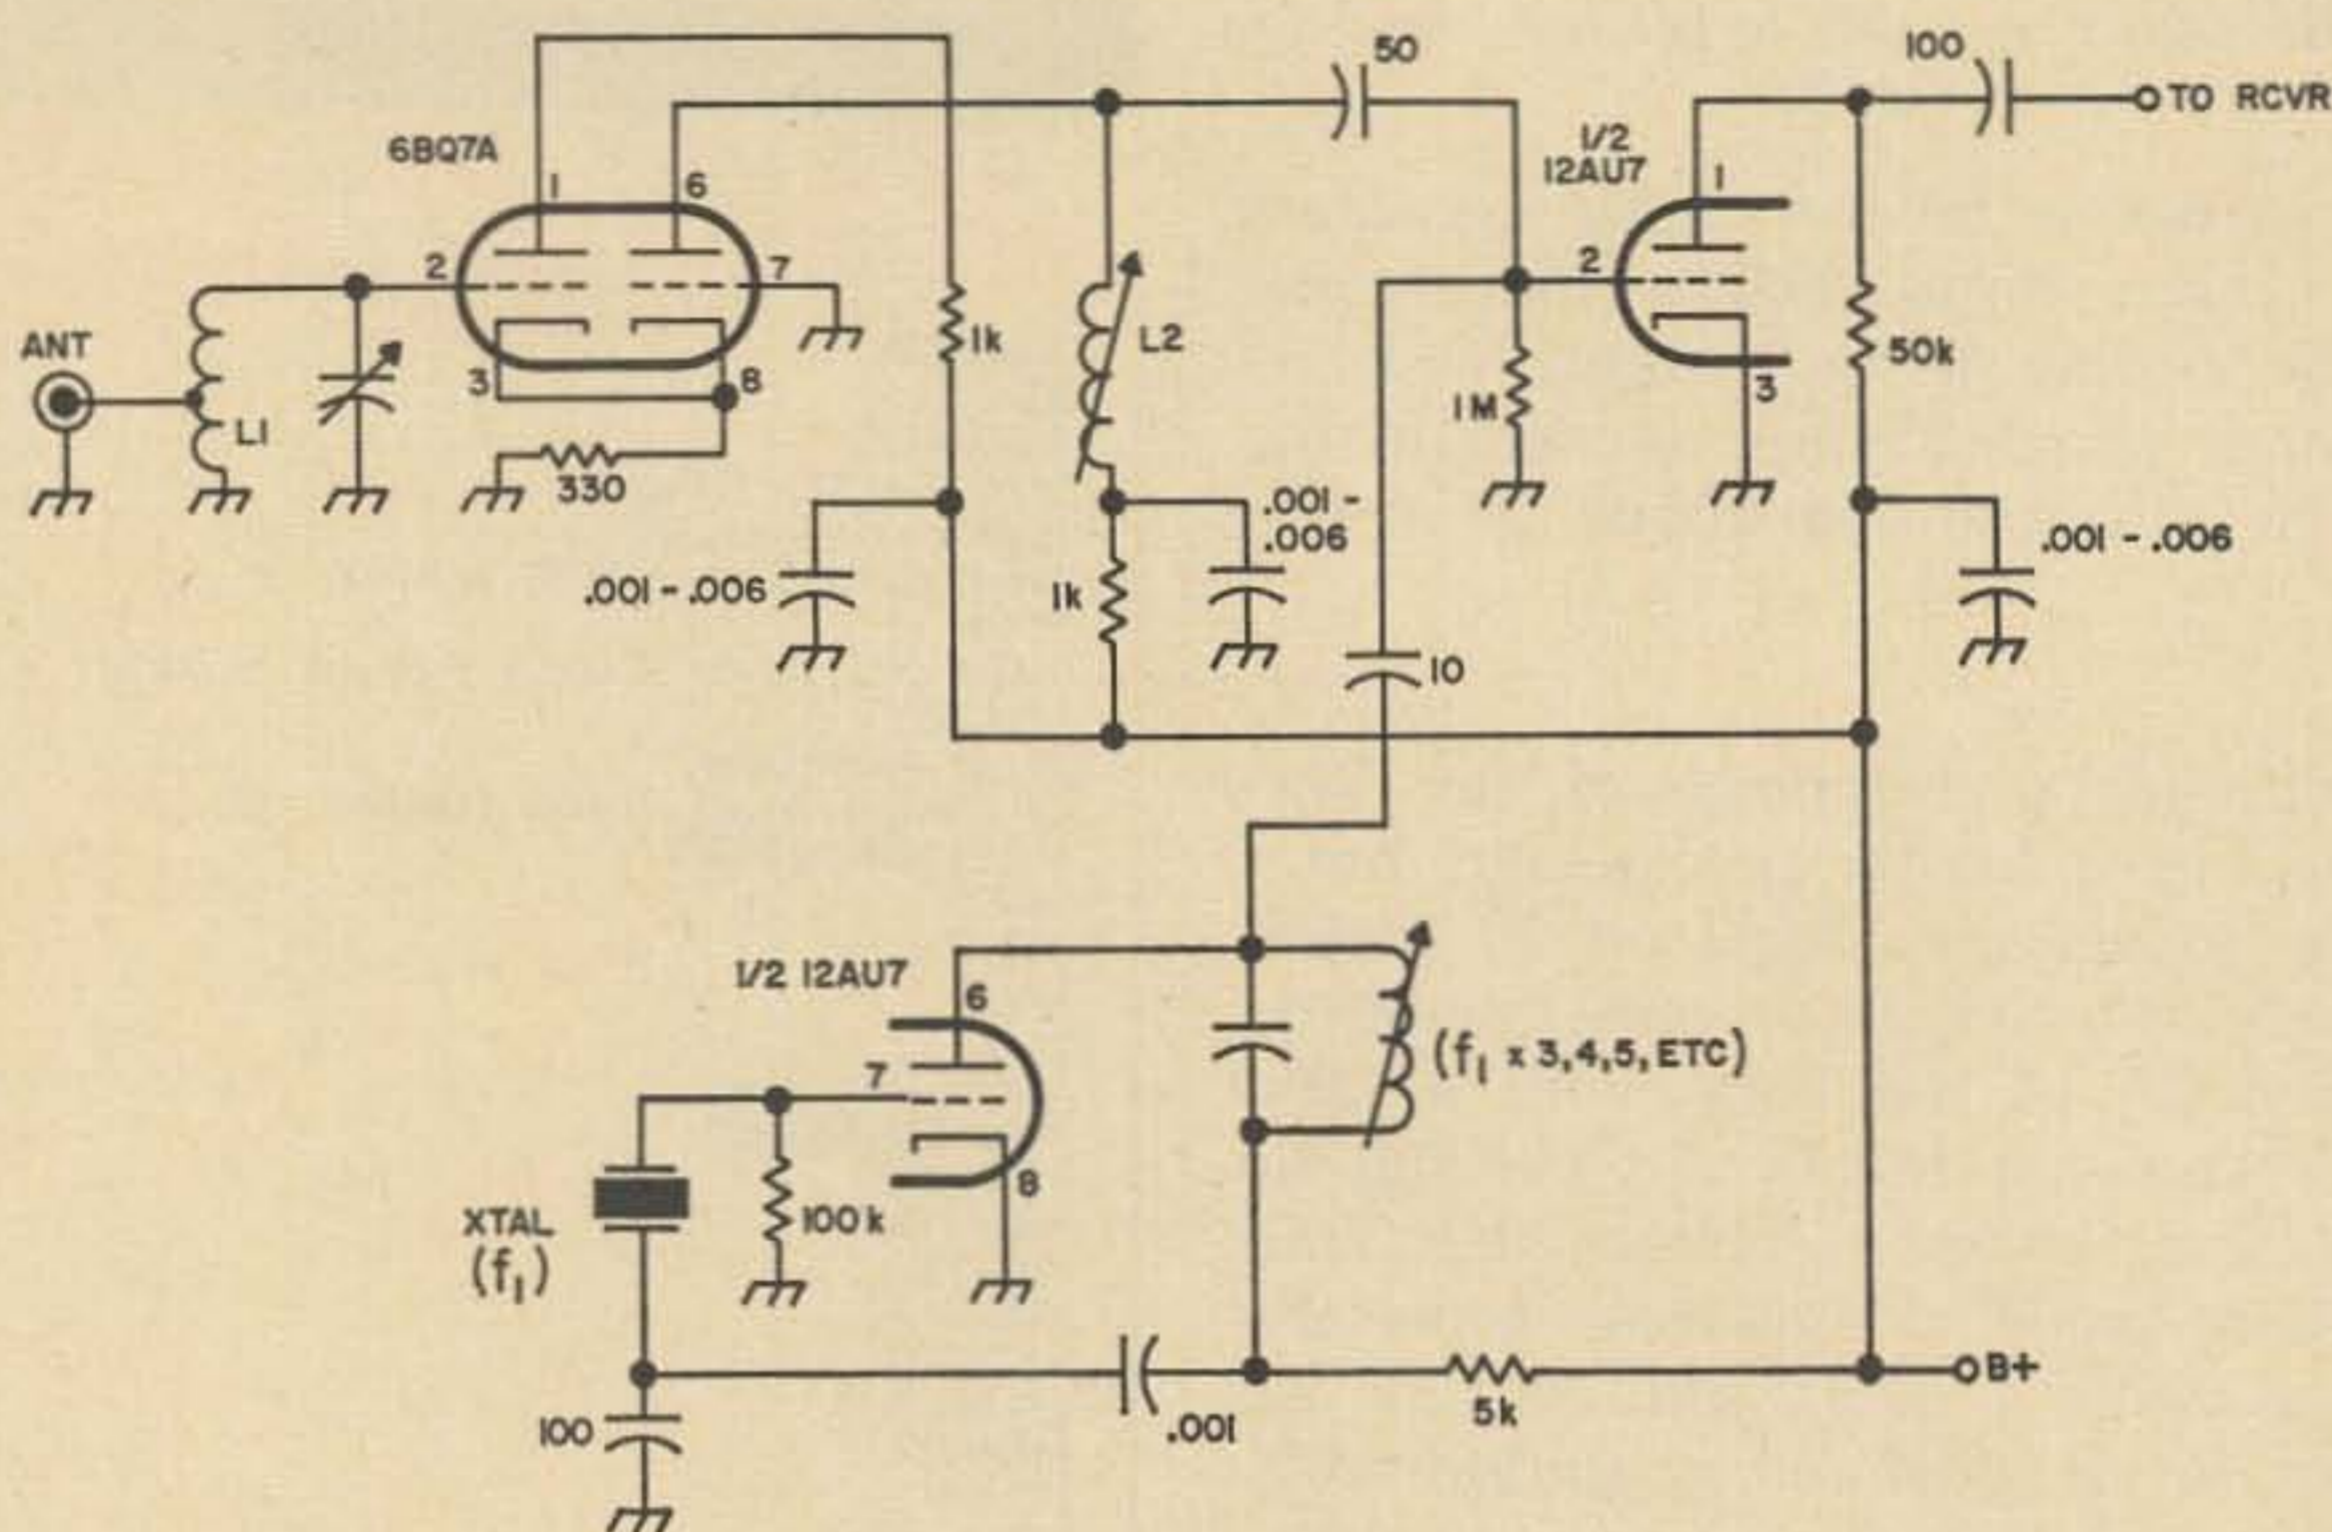 50
100
TO RCVR
6BQ7A
1/2
12AU7
1
6
1
2
7
2
ANT
1k
L2
50k
3
8
3
1M
L1
330
.001 -
.006
.001 - .006
.001 - .006
1k
10
1/2 12AU7
6
(f1 x 3,4,5, ETC)
7
8
XTAL
(f1)
100k
B+
100
.001
5k